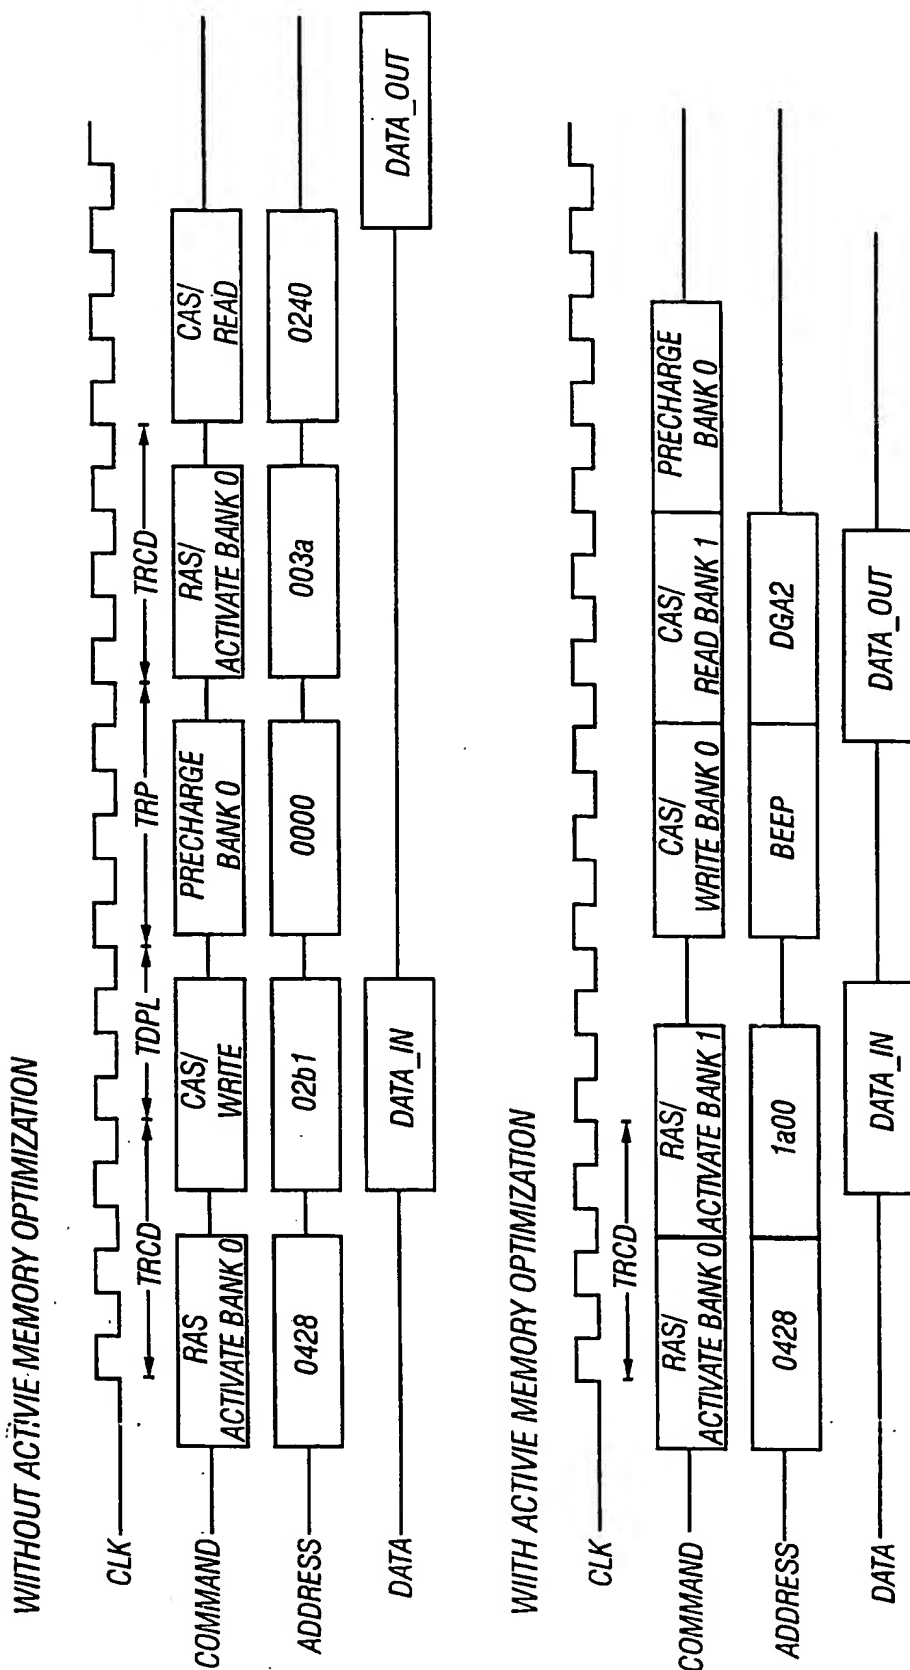 WIITHOUT ACTIVIE MEMORY OPTIMIZATION
CLK
TRCD
TDPL
TRP
TRCD
COMMAND
RAS
ACTIVATE BANK 0
CAS/
WRITE
PRECHARGE
BANK 0
RAS/
ACTIVATE BANK 0
CAS/
READ
ADDRESS
0428
02b1
0000
003a
0240
DATA
DATA_IN
DATA_OUT
WIITH ACTIVIE MEMORY OPTIMIZATION
CLK
TRCD
COMMAND
RAS/
ACTIVATE BANK 0
RAS/
ACTIVATE BANK 1
CAS/
WRITE BANK 0
CAS/
READ BANK 1
PRECHARGE
BANK 0
ADDRESS
0428
1a00
BEEP
DGA2
DATA
DATA_IN
DATA_OUT